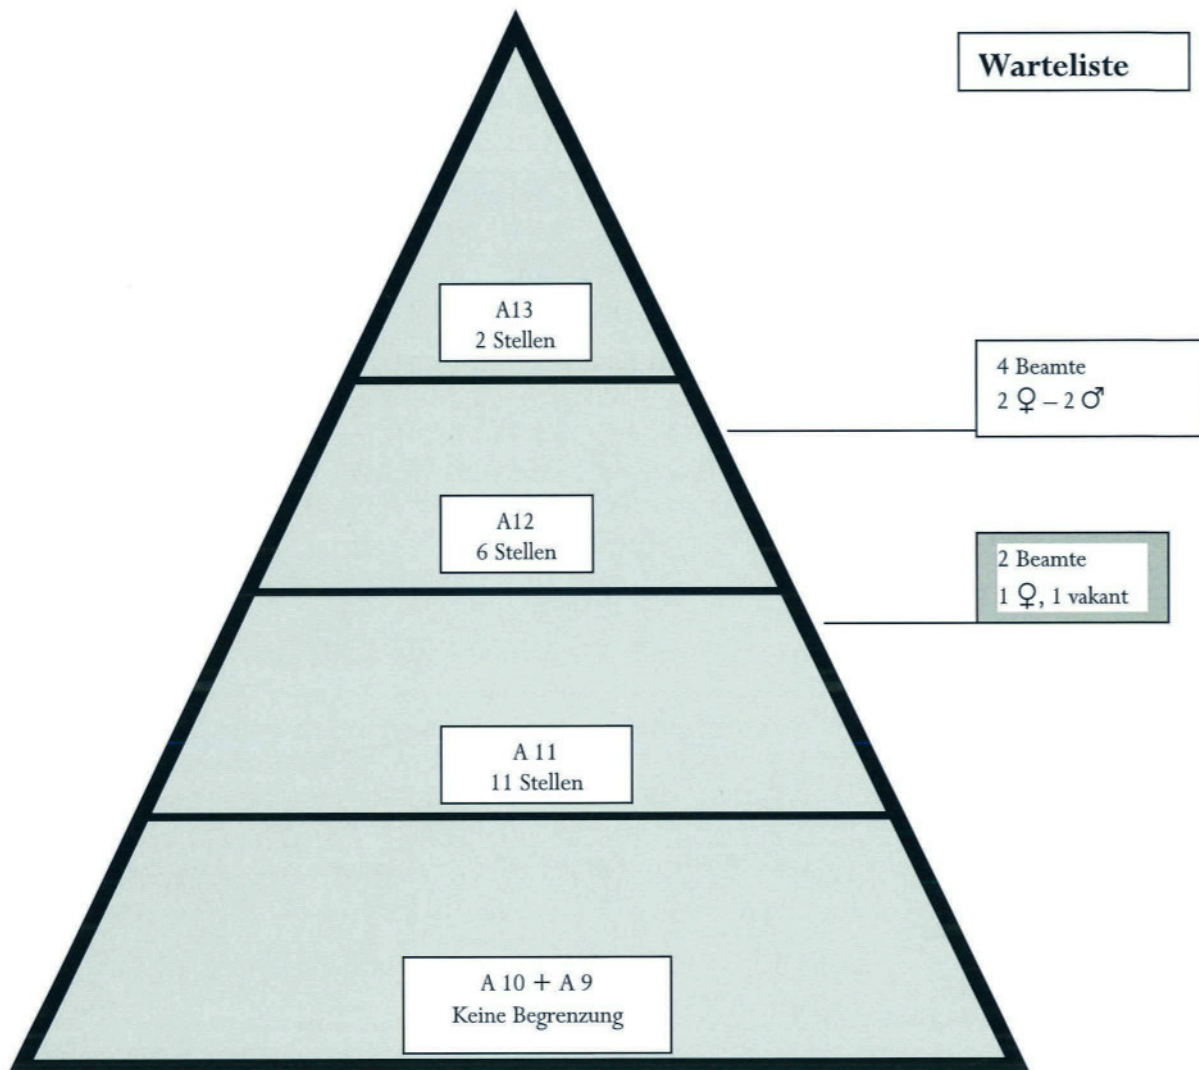 Warteliste
A13
2 Stellen
4 Beamte
2 ♀ – 2 ♂
A12
6 Stellen
2 Beamte
1 ♀, 1 vakant
A 11
11 Stellen
A 10 + A 9
Keine Begrenzung